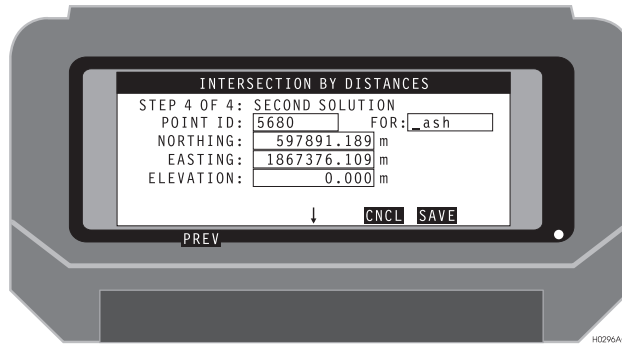 INTERSECTION BY DISTANCES
STEP 4 OF 4: SECOND SOLUTION
POINT ID: 5680 FOR:_ash
NORTHING: 597891.189 m
EASTING: 1867376.109 m
ELEVATION: 0.000 m
↓ CNCL SAVE
PREV
H0296A